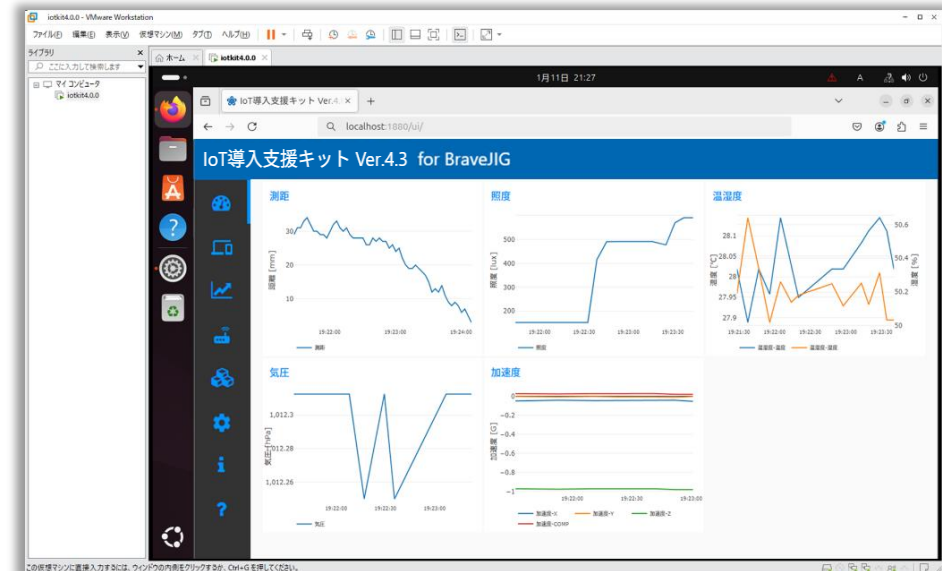 iotkit4.0.0 - VMware Workstation
ファイル(F) 編集(E) 表示(V) 仮想マシン(M) タブ(T) ヘルプ(H)
ライブラリ
ここに入力して検索します
マイ コンピュータ
iotkit4.0.0
ホーム
iotkit4.0.0
1月11日 21:27
A
IoT導入支援キット Ver.4.
localhost:1880/ui/
IoT導入支援キット Ver.4.3 for BraveJIG
測距
距離 [mm]
30
20
10
19:22:00 19:23:00 19:24:00
測距
照度
照度 [lux]
500
400
300
200
19:22:00 19:22:30 19:23:00 19:23:30
照度
温湿度
温度 [℃]
28.1
28.05
28
27.95
27.9
50.6
50.4
50.2
50
湿度 [%]
19:21:30 19:22:00 19:22:30 19:23:00 19:23:30
温湿度-温度 温湿度-湿度
気圧
気圧 [hPa]
1,012.3
1,012.28
1,012.26
19:22:00 19:22:30 19:23:00
気圧
加速度
加速度 [G]
0
−0.2
−0.4
−0.6
−0.8
−1
19:22:00 19:22:30 19:23:00
加速度-X 加速度-Y 加速度-Z
加速度-COMP
この仮想マシンに直接入力するには、ウィンドウの内側をクリックするか、Ctrl+G を押してください。